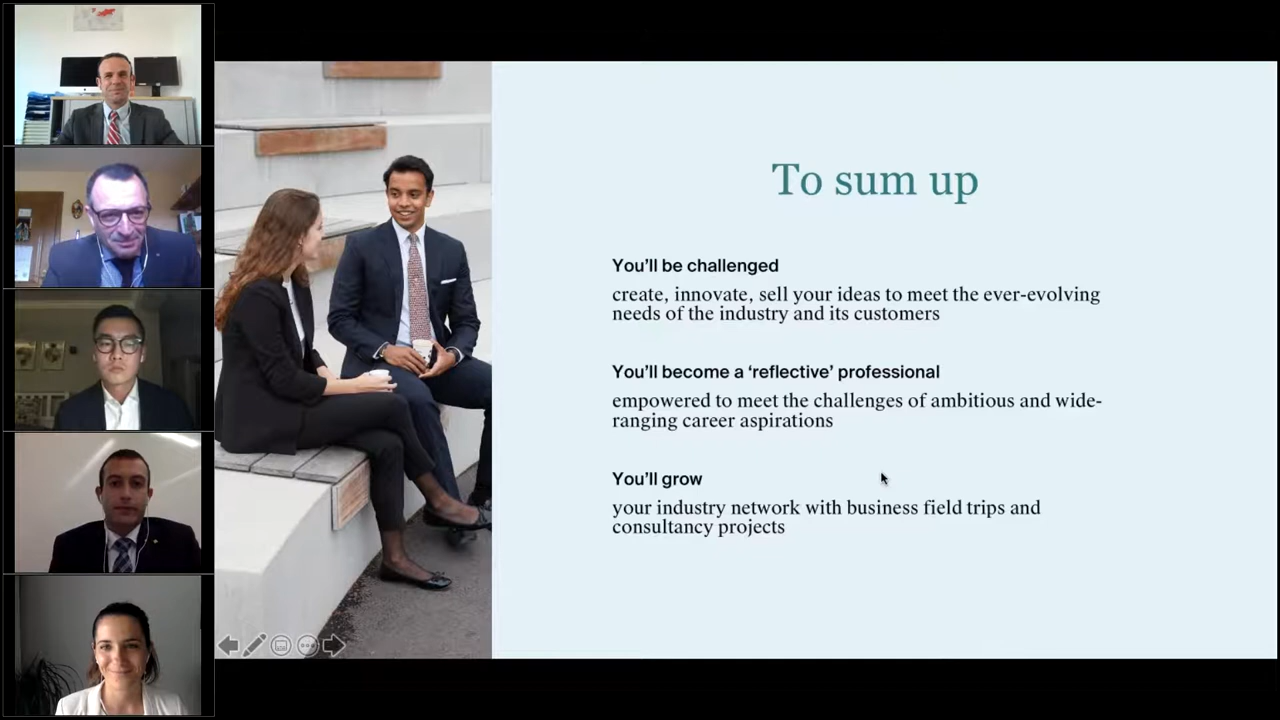 To sum up
You'll be challenged
create, innovate, sell your ideas to meet the ever-evolving
needs of the industry and its customers
You'll become a ‘reflective’ professional
empowered to meet the challenges of ambitious and wide-
ranging career aspirations
You'll grow
your industry network with business field trips and
consultancy projects